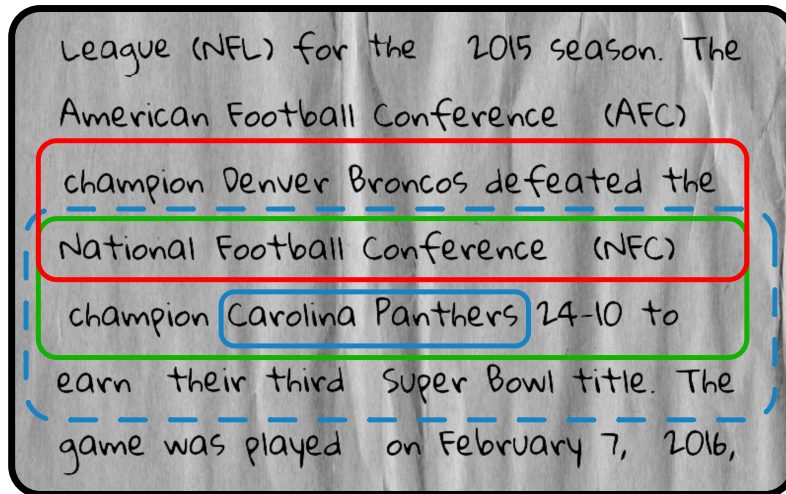 League (NFL) for the 2015 season. The
American Football Conference (AFC)
champion Denver Broncos defeated the
National Football Conference (NFC)
champion Carolina Panthers 24-10 to
earn their third Super Bowl title. The
game was played on February 7, 2016,